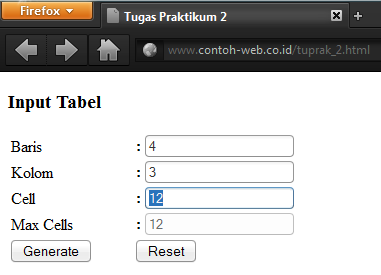 Firefox
Tugas Praktikum 2
www.contoh-web.co.id/tuprak_2.html
Input Tabel
Baris : 4
Kolom : 3
Cell : 12
Max Cells : 12
Generate Reset